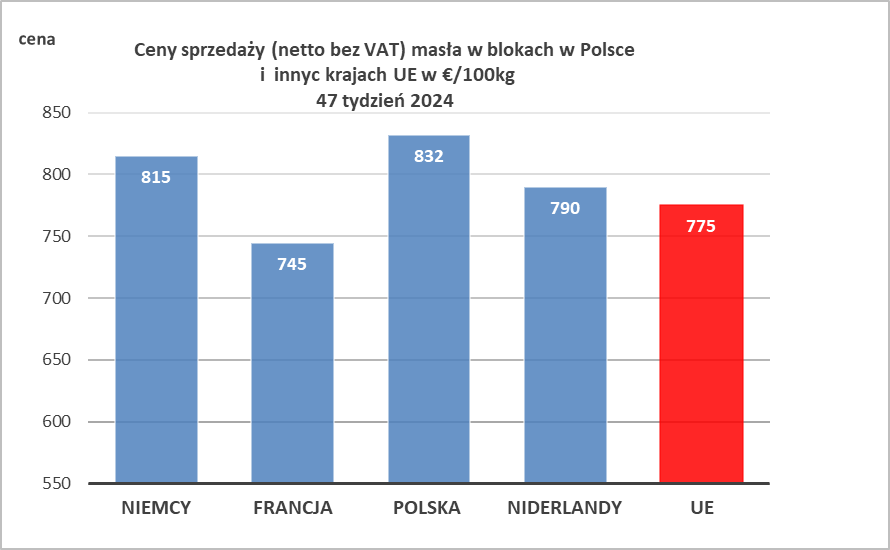 cena
Ceny sprzedaży (netto bez VAT) masła w blokach w Polsce
i innyc krajach UE w €/100kg
47 tydzień 2024
850
800
750
700
650
600
550
815
745
832
790
775
NIEMCY
FRANCJA
POLSKA
NIDERLANDY
UE